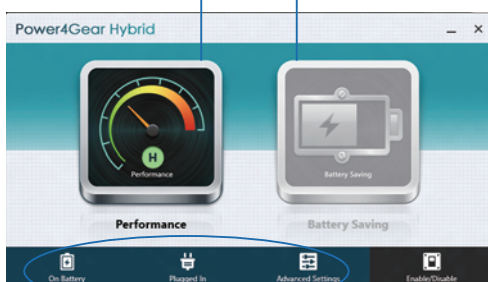 Power4Gear Hybrid
H
Performance
Battery Saving
Performance
Battery Saving
On Battery
Plugged In
Advanced Settings
Enable/Disable